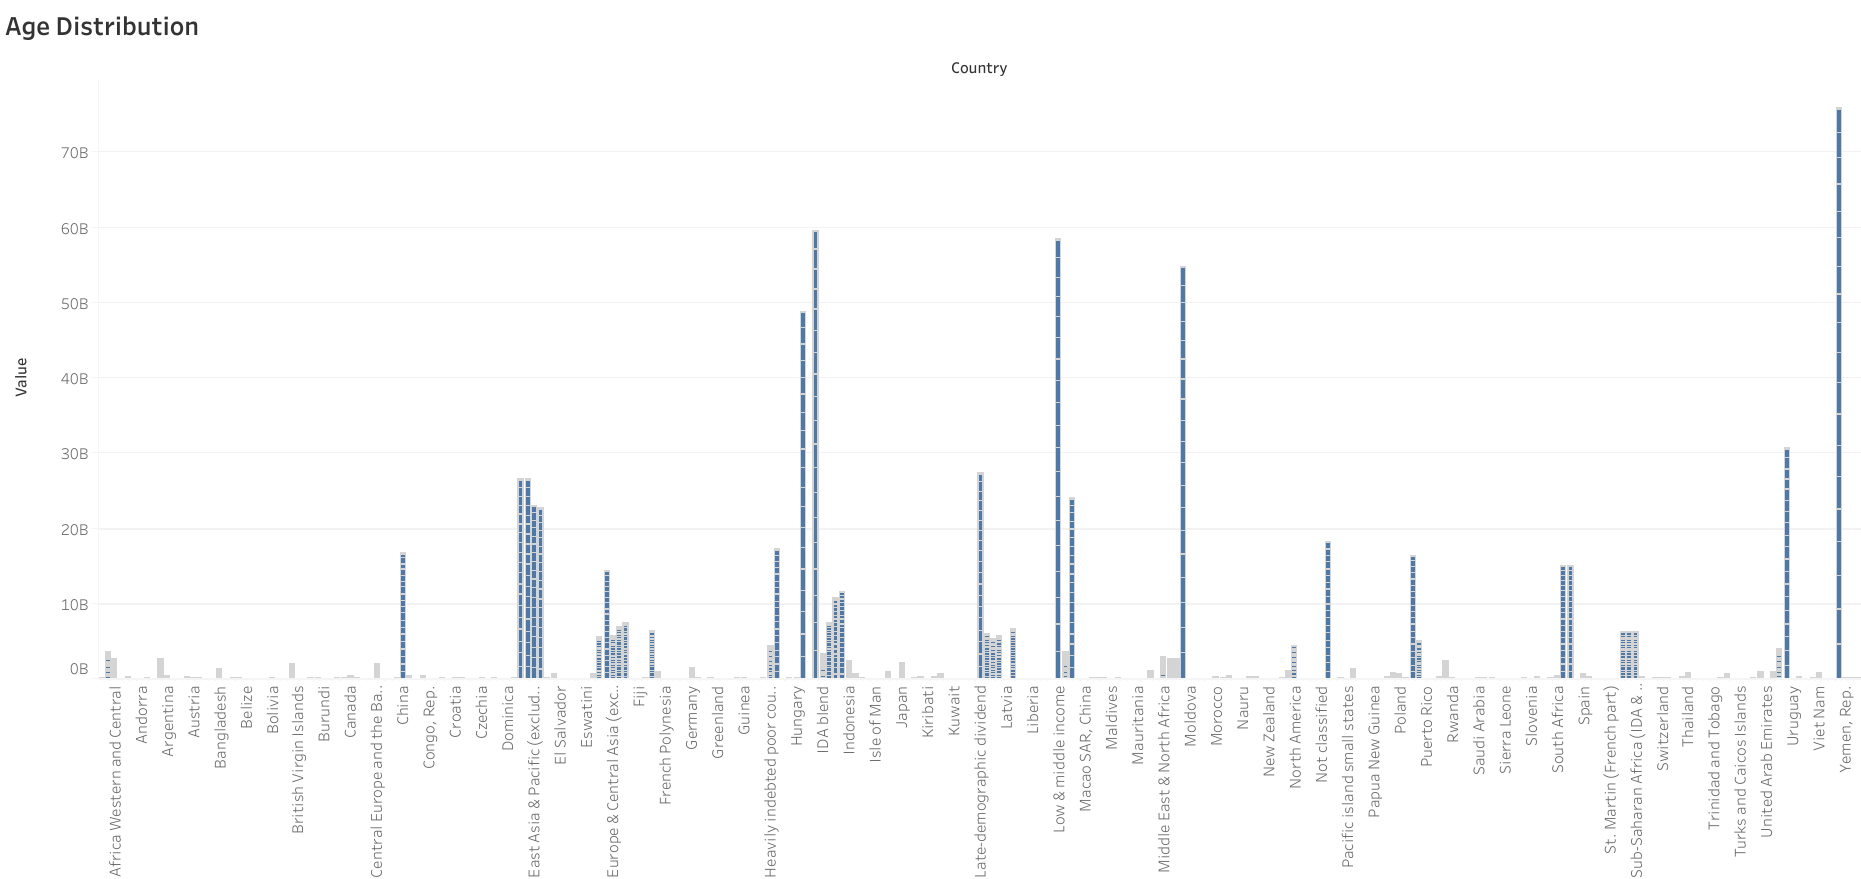 Age Distribution
Country
Value
70B
60B
50B
40B
30B
20B
10B
0B
Africa Western and Central
Andorra
Argentina
Austria
Bangladesh
Belize
Bolivia
British Virgin Islands
Burundi
Canada
Central Europe and the Ba..
China
Congo, Rep.
Croatia
Czechia
Dominica
East Asia & Pacific (exclud..
El Salvador
Eswatini
Europe & Central Asia (exc..
Fiji
French Polynesia
Germany
Greenland
Guinea
Heavily indebted poor cou..
Hungary
IDA blend
Indonesia
Isle of Man
Japan
Kiribati
Kuwait
Late-demographic dividend
Latvia
Liberia
Low & middle income
Macao SAR, China
Maldives
Mauritania
Middle East & North Africa
Moldova
Morocco
Nauru
New Zealand
North America
Not classified
Pacific island small states
Papua New Guinea
Poland
Puerto Rico
Rwanda
Saudi Arabia
Sierra Leone
Slovenia
South Africa
Spain
St. Martin (French part)
Sub-Saharan Africa (IDA & ..
Switzerland
Thailand
Trinidad and Tobago
Turks and Caicos Islands
United Arab Emirates
Uruguay
Viet Nam
Yemen, Rep.